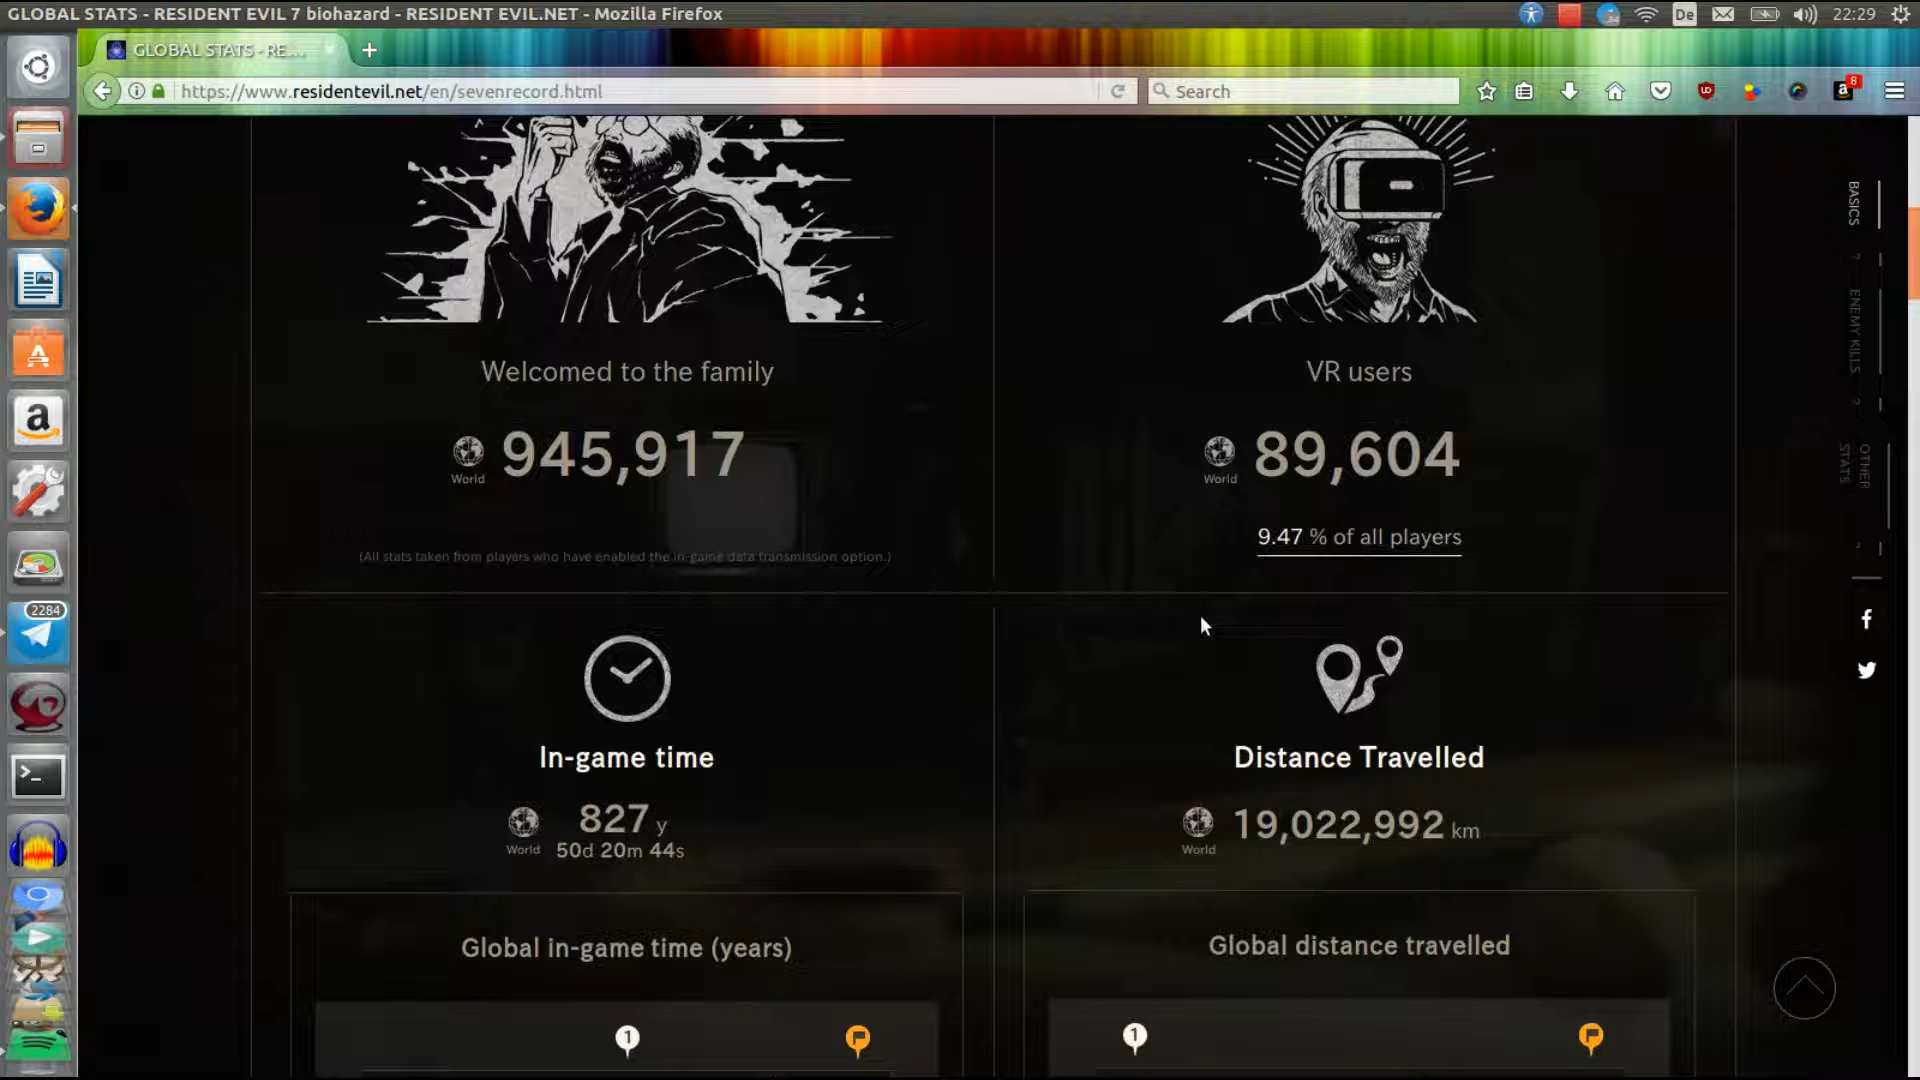 GLOBAL STATS - RESIDENT EVIL 7 biohazard - RESIDENT EVIL.NET - Mozilla Firefox
De
22:29
GLOBAL STATS - RE...
https://www.residentevil.net/en/sevenrecord.html
Search
8
BASICS
ENEMY KILLS
OTHER
STATS
Welcomed to the family
VR users
World
945,917
World
89,604
9.47 % of all players
(All stats taken from players who have enabled the in-game data transmission option.)
2284
In-game time
Distance Travelled
World
827 y
50d 20m 44s
World
19,022,992 km
Global in-game time (years)
Global distance travelled
1
1